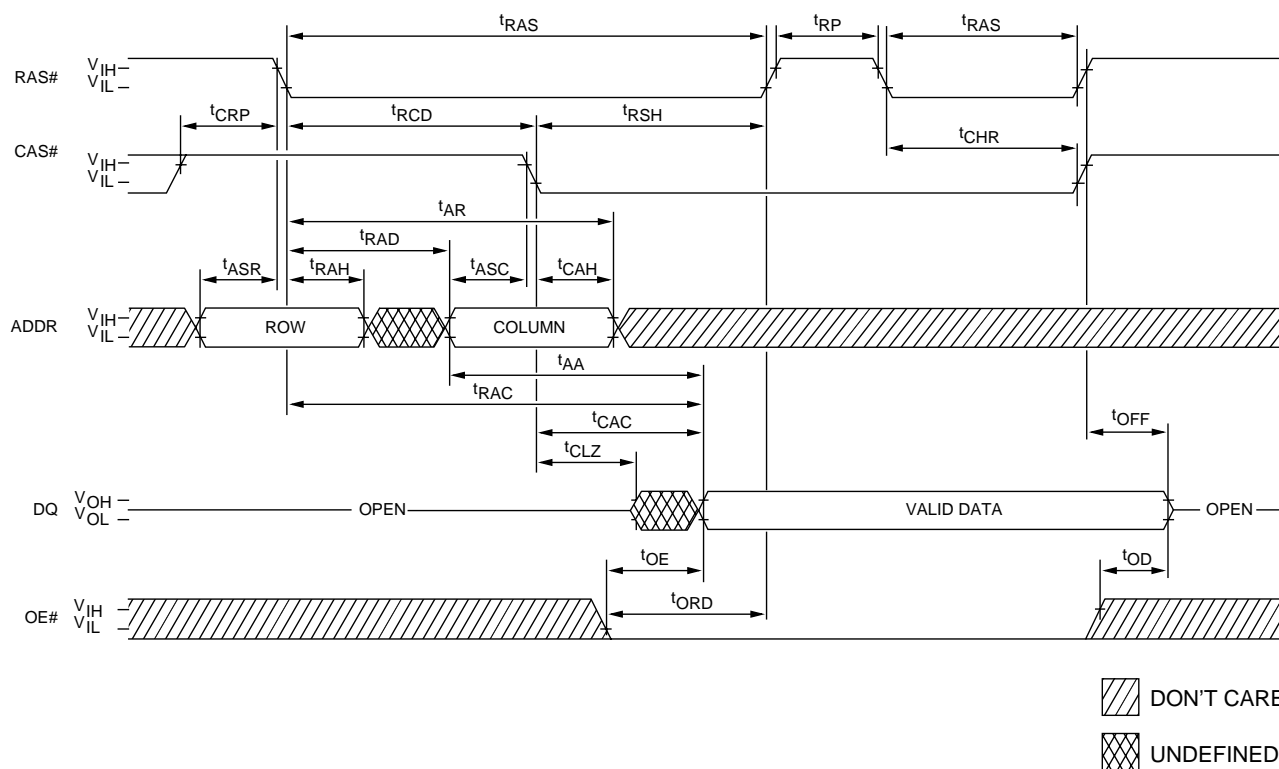 tRAS tRP tRAS
RAS# VIH
VIL
tCRP tRCD tRSH
tCHR
CAS# VIH
VIL
tAR
tRAD
tASR tRAH tASC tCAH
ADDR VIH
VIL
ROW COLUMN
tAA
tRAC
tCAC
tOFF
tCLZ
DQ VOH
VOL
OPEN VALID DATA OPEN
tOE tOD
tORD
OE# VIH
VIL
DON'T CARE
UNDEFINED